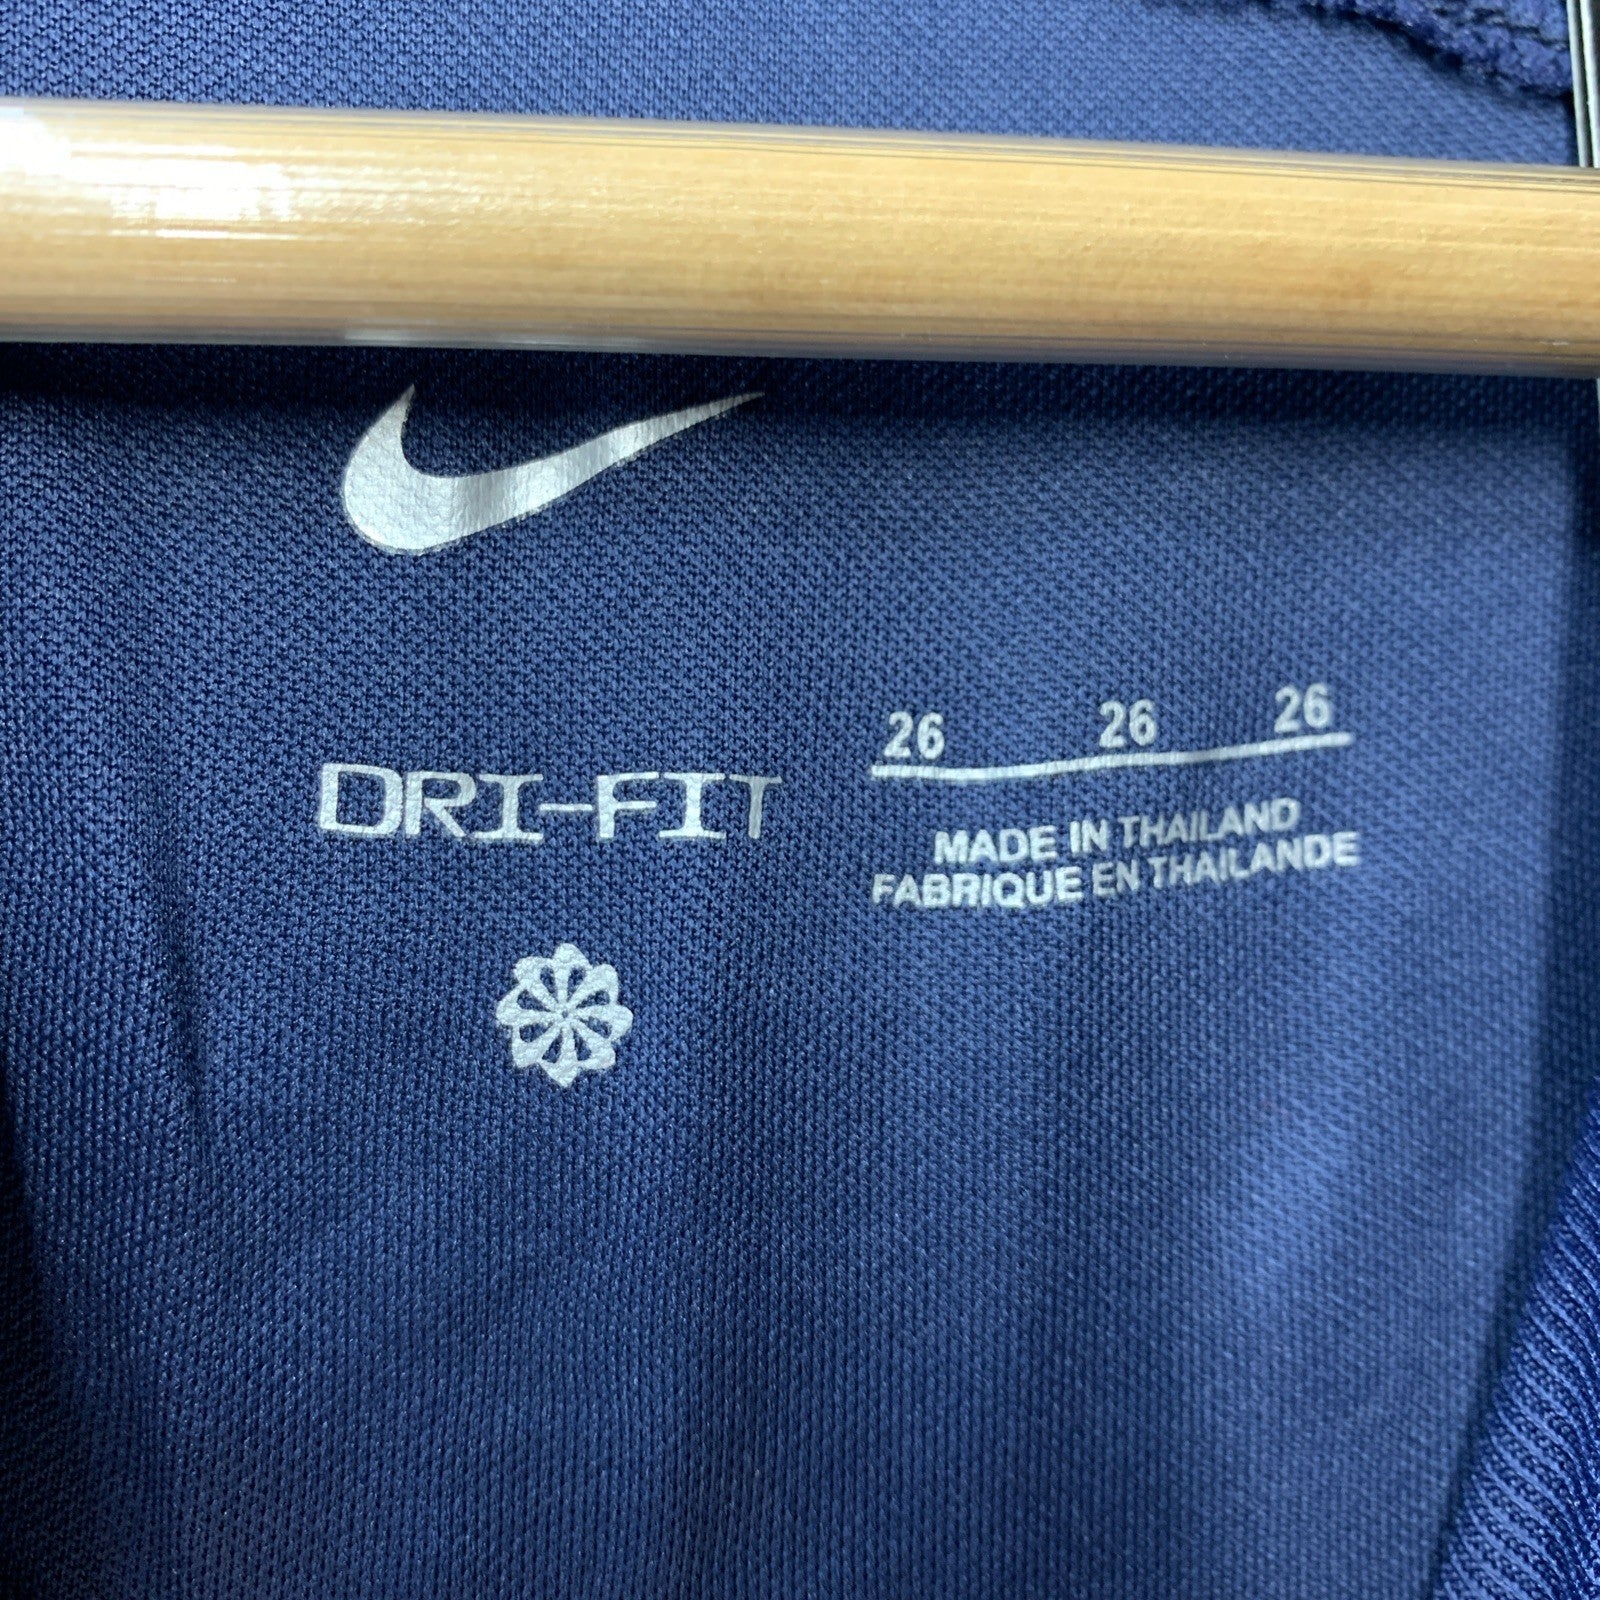 DRI-FIT
26 26 26
MADE IN THAILAND
FABRIQUE EN THAILANDE